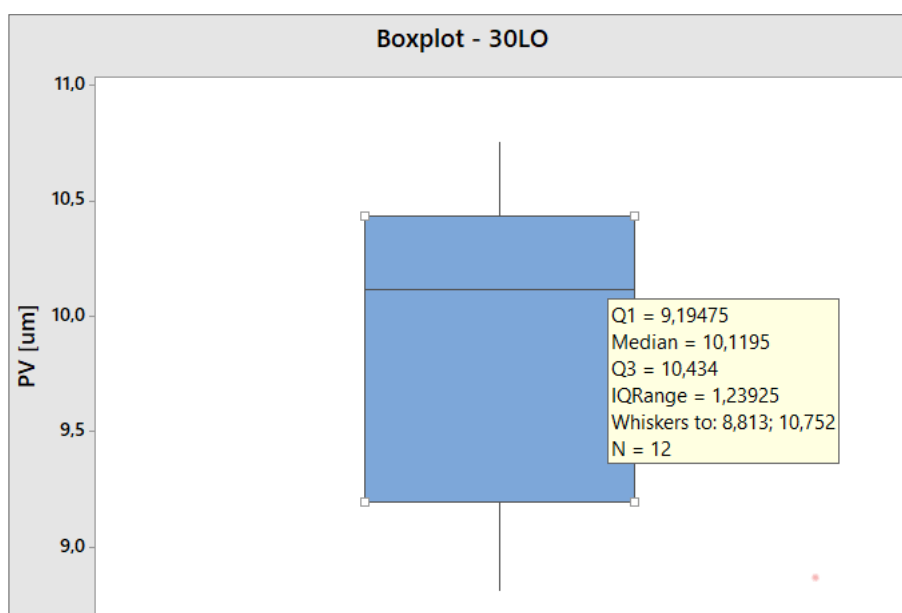 Boxplot - 30LO
11,0
10,5
10,0
9,5
9,0
PV [um]
Q1 = 9,19475
Median = 10,1195
Q3 = 10,434
IQRange = 1,23925
Whiskers to: 8,813; 10,752
N = 12